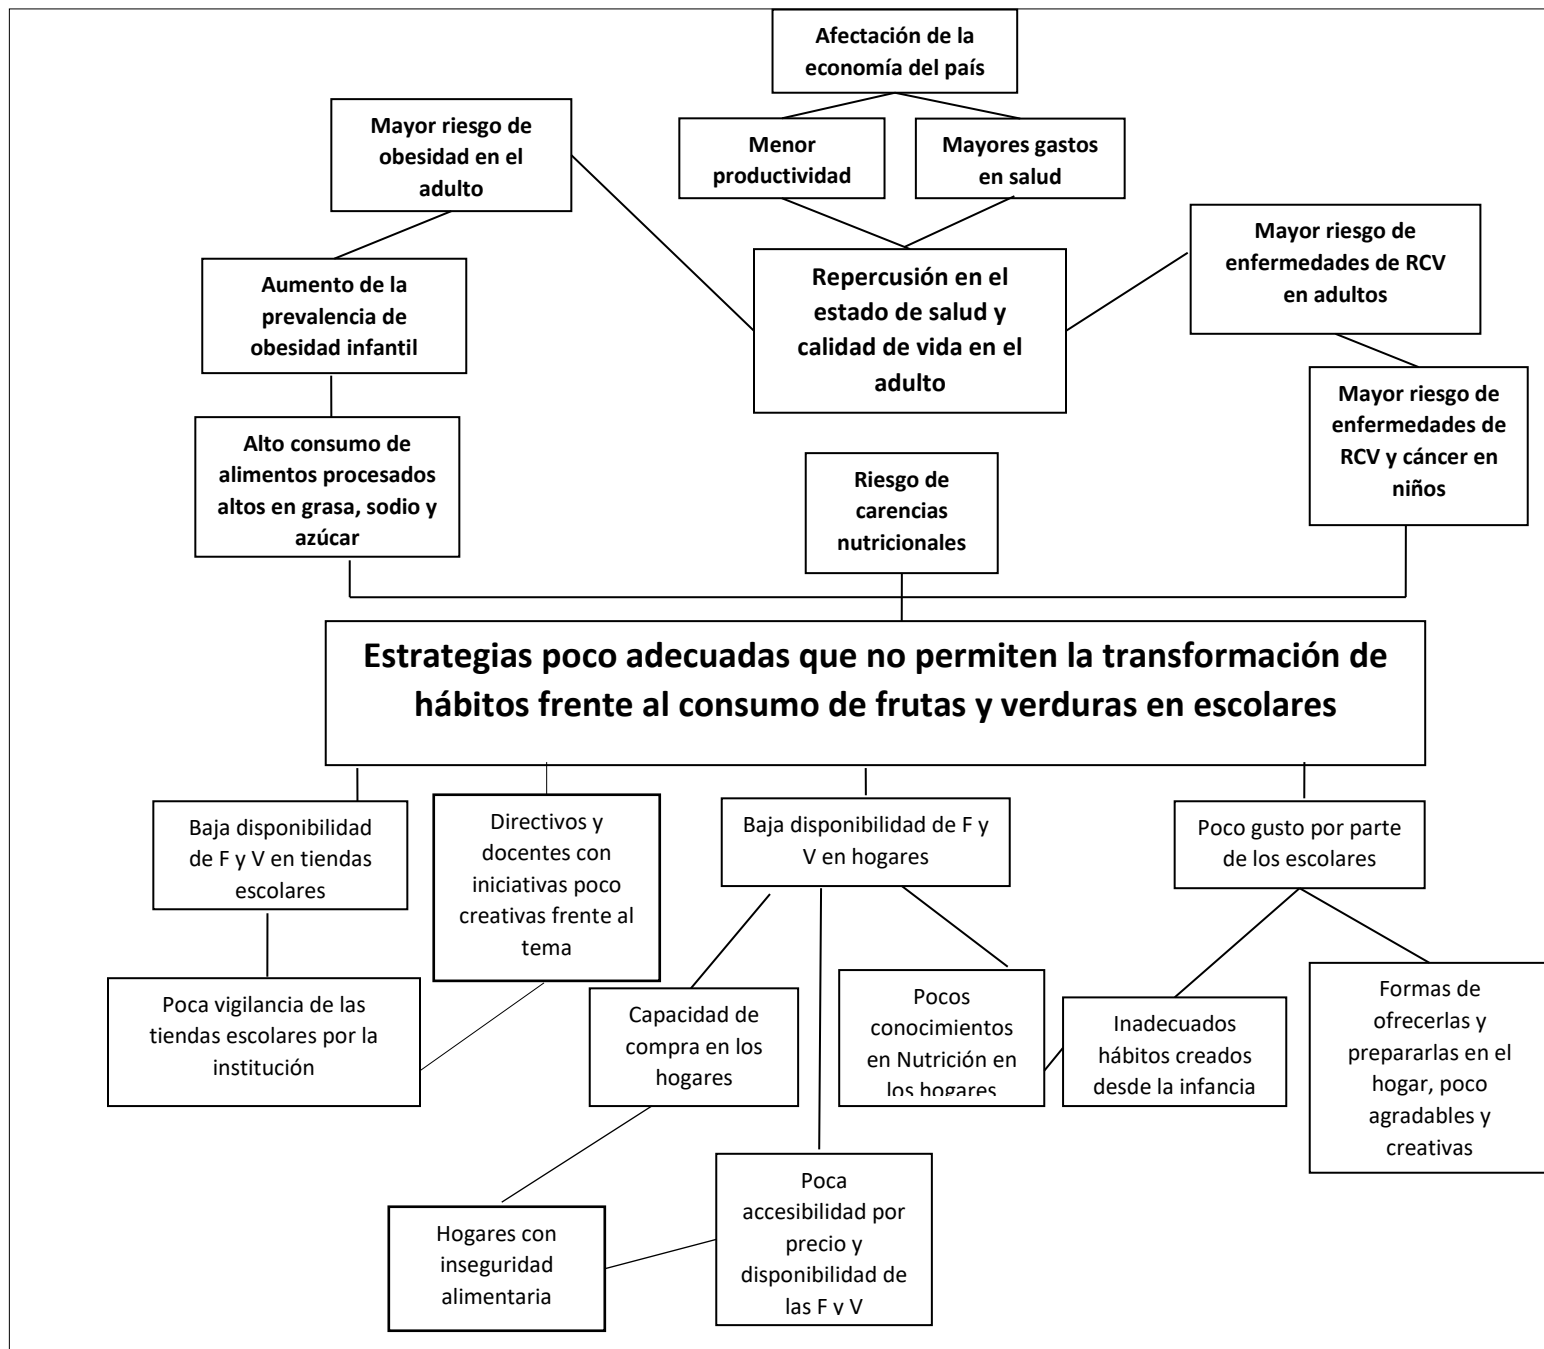 Afectación de la
economía del país
Mayor riesgo de
obesidad en el
adulto
Menor
productividad
Mayores gastos
en salud
Mayor riesgo de
enfermedades de RCV
en adultos
Aumento de la
prevalencia de
obesidad infantil
Repercusión en el
estado de salud y
calidad de vida en el
adulto
Mayor riesgo de
enfermedades de
RCV y cáncer en
niños
Alto consumo de
alimentos procesados
altos en grasa, sodio y
azúcar
Riesgo de
carencias
nutricionales
Estrategias poco adecuadas que no permiten la transformación de
hábitos frente al consumo de frutas y verduras en escolares
Baja disponibilidad
de F y V en tiendas
escolares
Directivos y
docentes con
iniciativas poco
creativas frente al
tema
Baja disponibilidad de F y
V en hogares
Poco gusto por parte
de los escolares
Poca vigilancia de las
tiendas escolares por la
institución
Capacidad de
compra en los
hogares
Pocos
conocimientos
en Nutrición en
los hogares
Inadecuados
hábitos creados
desde la infancia
Formas de
ofrecerlas y
prepararlas en el
hogar, poco
agradables y
creativas
Hogares con
inseguridad
alimentaria
Poca
accesibilidad por
precio y
disponibilidad de
las F y V